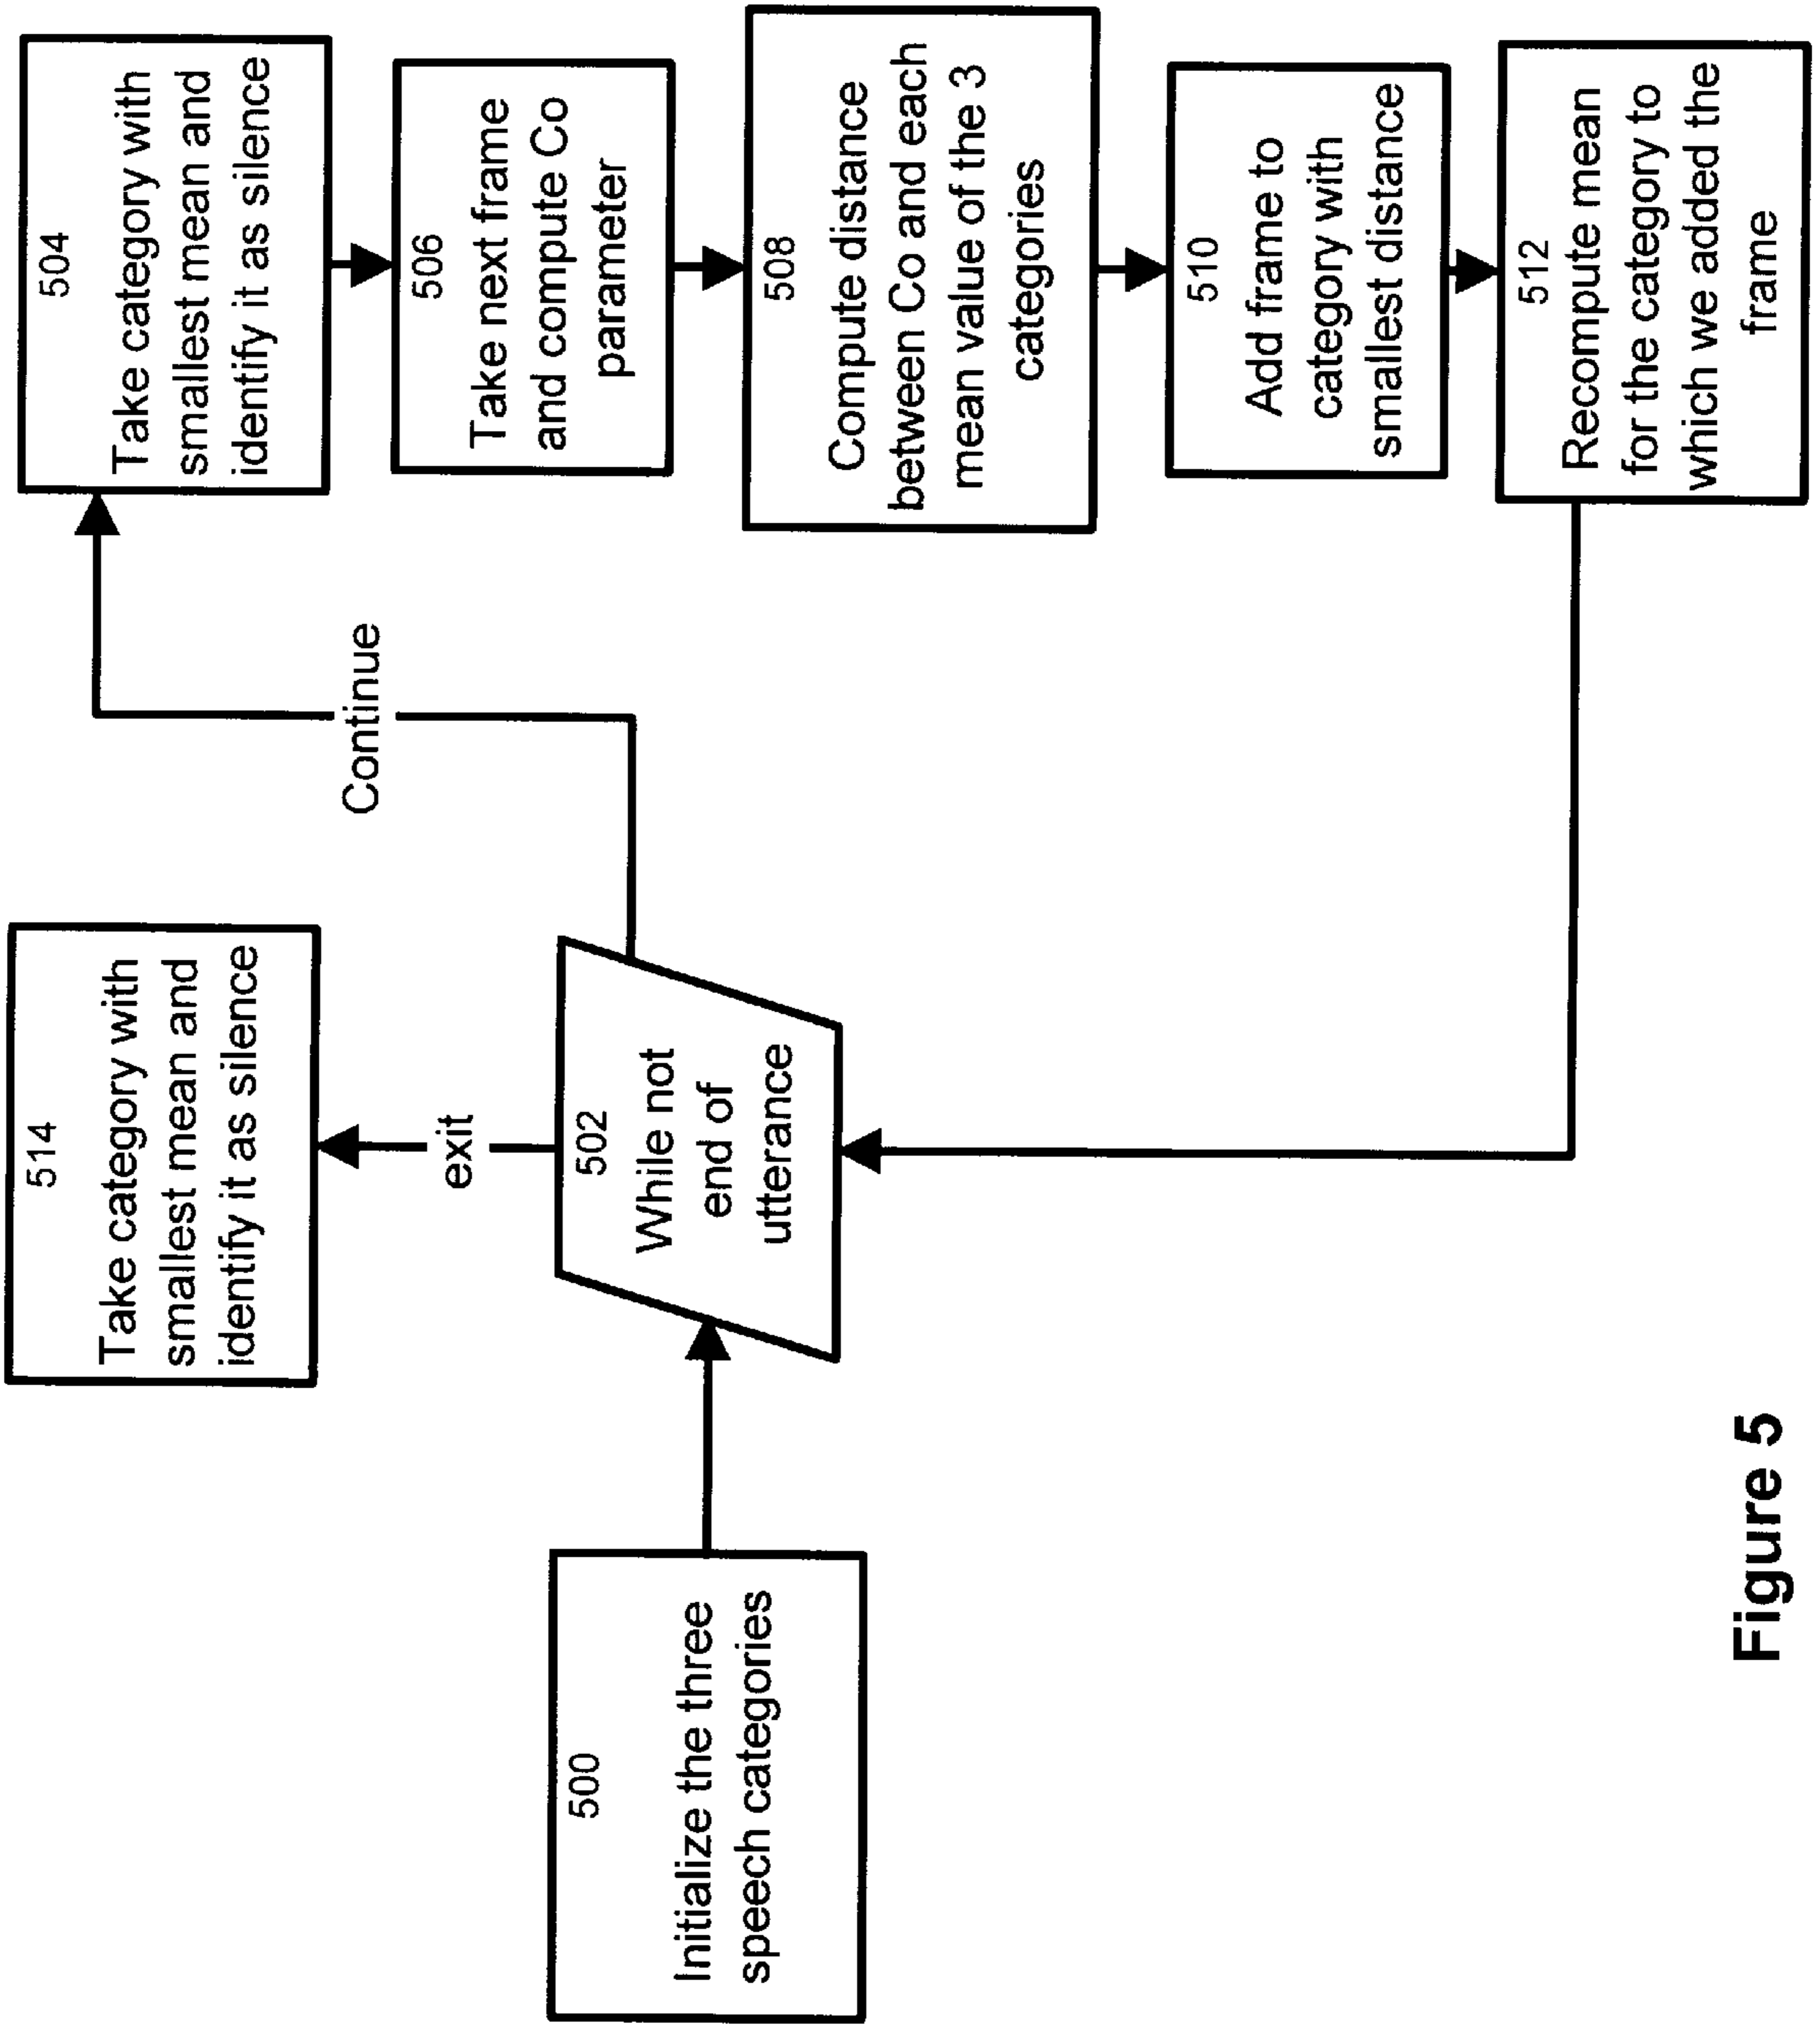 500
Initialize the three
speech categories
502
While not
end of
utterance
exit
514
Take category with
smallest mean and
identify it as silence
Continue
504
Take category with
smallest mean and
identify it as silence
506
Take next frame
and compute Co
parameter
508
Compute distance
between Co and each
mean value of the 3
categories
510
Add frame to
category with
smallest distance
512
Recompute mean
for the category to
which we added the
frame
Figure 5